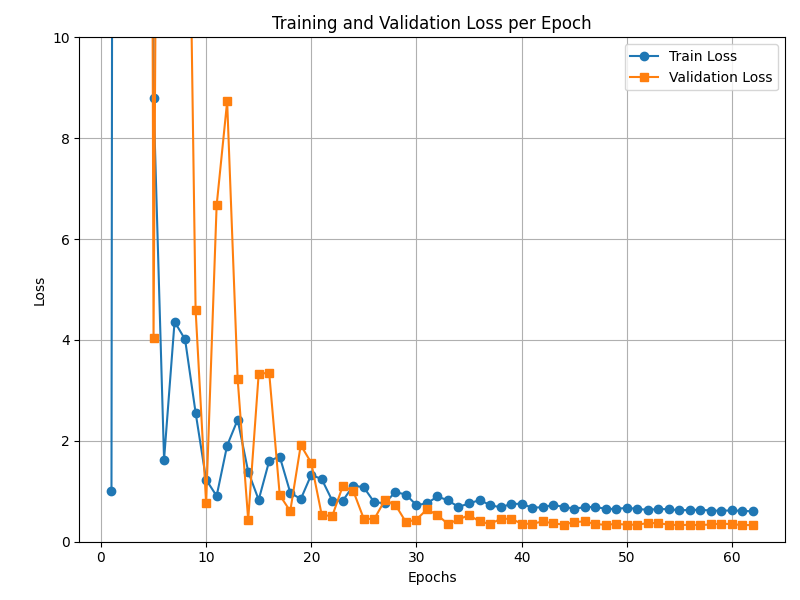 Training and Validation Loss per Epoch
Train Loss
Validation Loss
10
8
6
4
2
0
Loss
0 10 20 30 40 50 60
Epochs